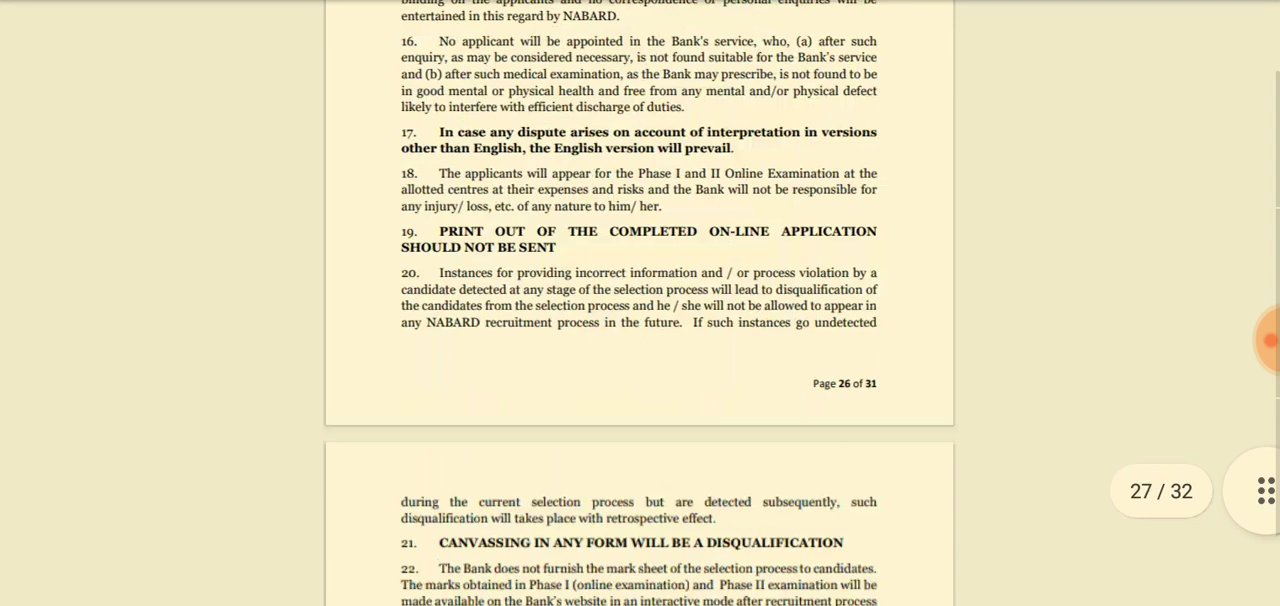 binding on the applicants and no correspondence or personal enquiries will be
entertained in this regard by NABARD.
16. No applicant will be appointed in the Bank's service, who, (a) after such
enquiry, as may be considered necessary, is not found suitable for the Bank's service
and (b) after such medical examination, as the Bank may prescribe, is not found to be
in good mental or physical health and free from any mental and/or physical defect
likely to interfere with efficient discharge of duties.
17. In case any dispute arises on account of interpretation in versions
other than English, the English version will prevail.
18. The applicants will appear for the Phase I and II Online Examination at the
allotted centres at their expenses and risks and the Bank will not be responsible for
any injury/ loss, etc. of any nature to him/ her.
19. PRINT OUT OF THE COMPLETED ON-LINE APPLICATION
SHOULD NOT BE SENT
20. Instances for providing incorrect information and / or process violation by a
candidate detected at any stage of the selection process will lead to disqualification of
the candidates from the selection process and he / she will not be allowed to appear in
any NABARD recruitment process in the future. If such instances go undetected
Page 26 of 31
27 / 32
during the current selection process but are detected subsequently, such
disqualification will takes place with retrospective effect.
21. CANVASSING IN ANY FORM WILL BE A DISQUALIFICATION
22. The Bank does not furnish the mark sheet of the selection process to candidates.
The marks obtained in Phase I (online examination) and Phase II examination will be
made available on the Bank's website in an interactive mode after recruitment process